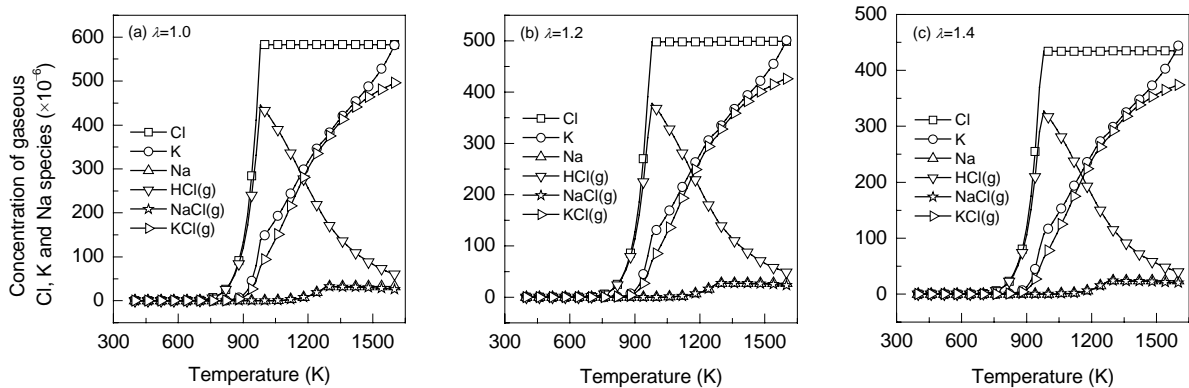 Concentration of gaseous
Cl, K and Na species (×10⁻⁶)
(a) λ=1.0
600
500
400
300
200
100
0
Cl
K
Na
HCl(g)
NaCl(g)
KCl(g)
300 600 900 1200 1500
Temperature (K)
(b) λ=1.2
500
400
300
200
100
0
Cl
K
Na
HCl(g)
NaCl(g)
KCl(g)
300 600 900 1200 1500
Temperature (K)
(c) λ=1.4
500
400
300
200
100
0
Cl
K
Na
HCl(g)
NaCl(g)
KCl(g)
300 600 900 1200 1500
Temperature (K)